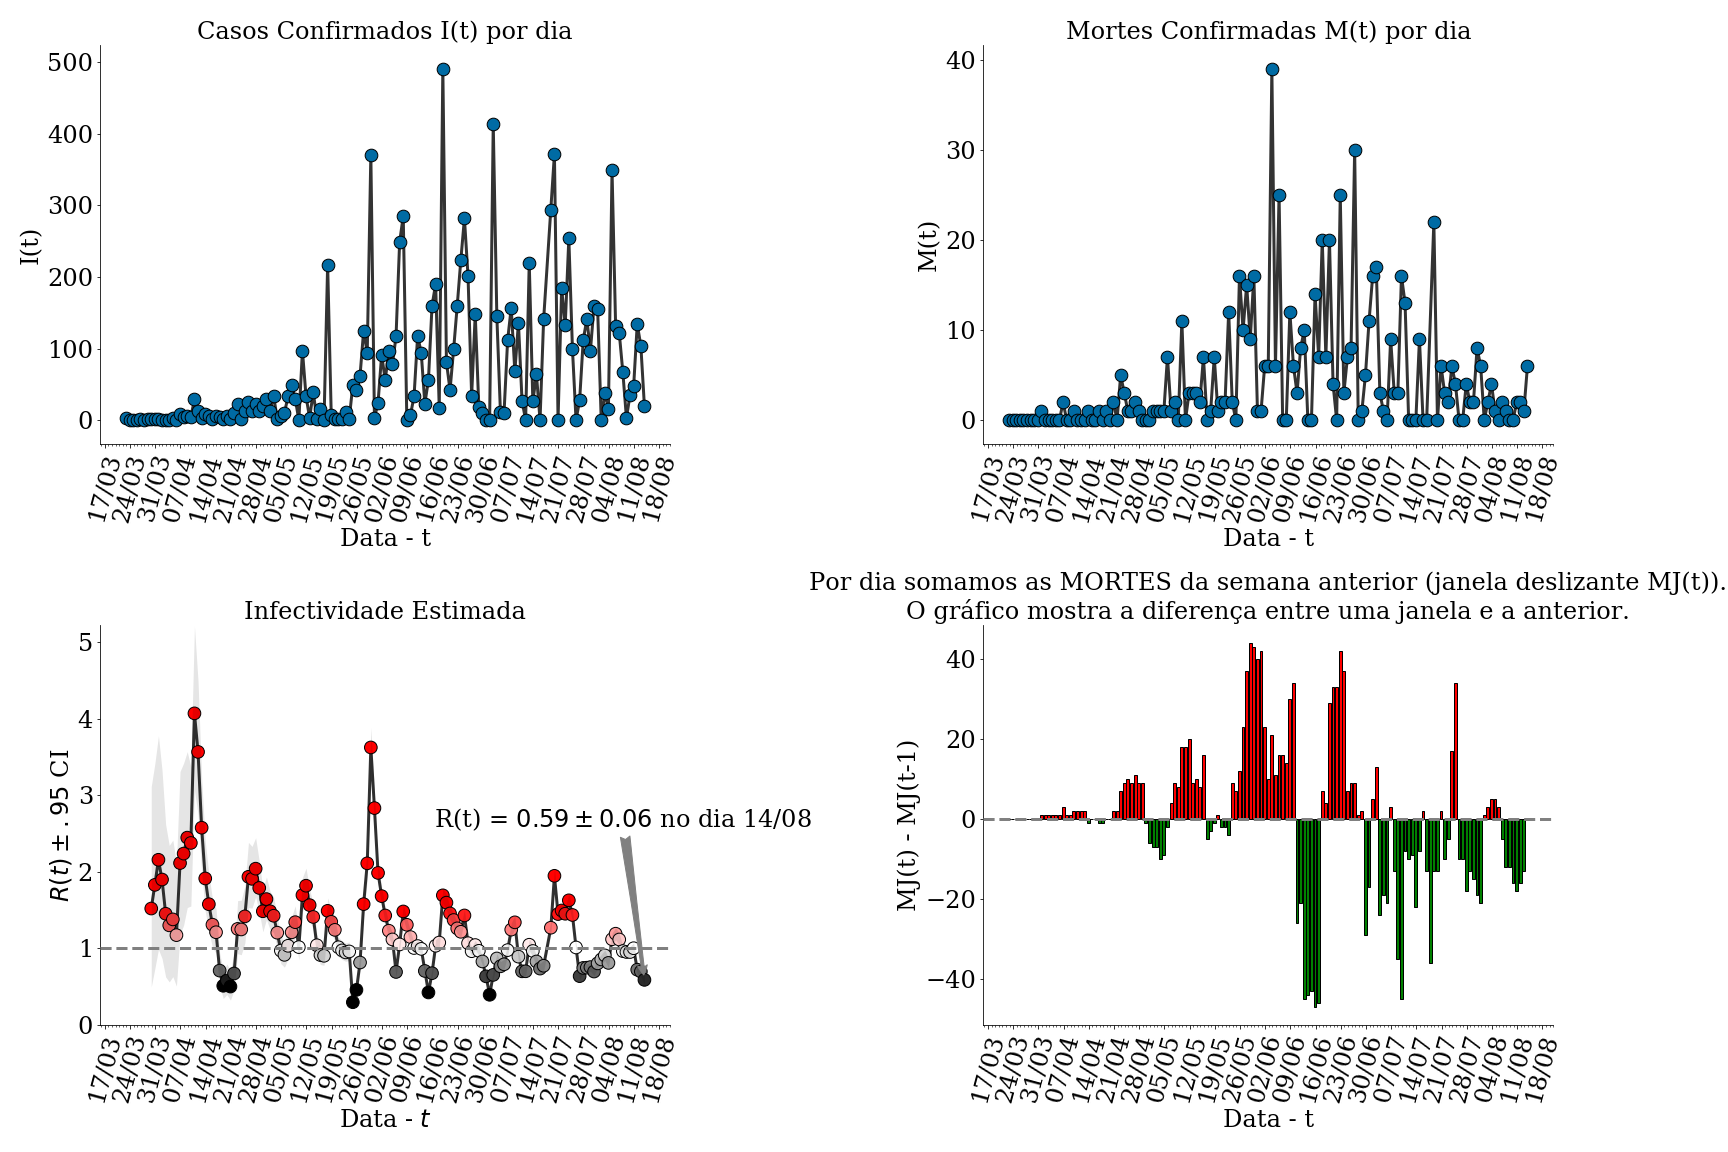 Casos Confirmados I(t) por dia
I(t)
500
400
300
200
100
0
17/03 24/03 31/03 07/04 14/04 21/04 28/04 05/05 12/05 19/05 26/05 02/06 09/06 16/06 23/06 30/06 07/07 14/07 21/07 28/07 04/08 11/08 18/08
Data - t
Mortes Confirmadas M(t) por dia
M(t)
40
30
20
10
0
17/03 24/03 31/03 07/04 14/04 21/04 28/04 05/05 12/05 19/05 26/05 02/06 09/06 16/06 23/06 30/06 07/07 14/07 21/07 28/07 04/08 11/08 18/08
Data - t
Infectividade Estimada
R(t) ± .95 CI
5
4
3
2
1
0
R(t) = 0.59 ± 0.06 no dia 14/08
17/03 24/03 31/03 07/04 14/04 21/04 28/04 05/05 12/05 19/05 26/05 02/06 09/06 16/06 23/06 30/06 07/07 14/07 21/07 28/07 04/08 11/08 18/08
Data - t
Por dia somamos as MORTES da semana anterior (janela deslizante MJ(t)).
O gráfico mostra a diferença entre uma janela e a anterior.
MJ(t) - MJ(t-1)
40
20
0
−20
−40
17/03 24/03 31/03 07/04 14/04 21/04 28/04 05/05 12/05 19/05 26/05 02/06 09/06 16/06 23/06 30/06 07/07 14/07 21/07 28/07 04/08 11/08 18/08
Data - t